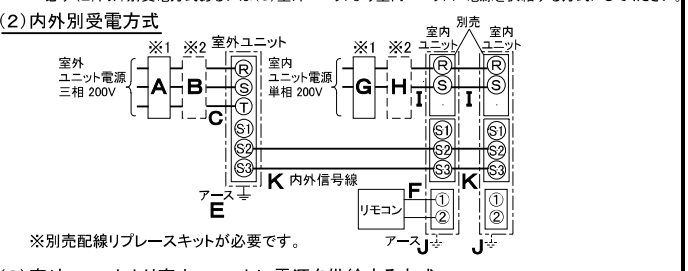 (2)内外別受電方式
※1
※2
室外ユニット
室外
ユニット電源
三相 200V
A
B
C
R
S
T
S1
S2
S3
アース
E
K 内外信号線
室内
ユニット電源
単相 200V
※1
※2
G
H
別売
室内
ユニット
室内
ユニット
R
S
I
I
R
S
S1
S2
S3
K
S1
S2
S3
リモコン
F
①
②
①
②
アース
J
J
※別売配線リプレースキットが必要です。